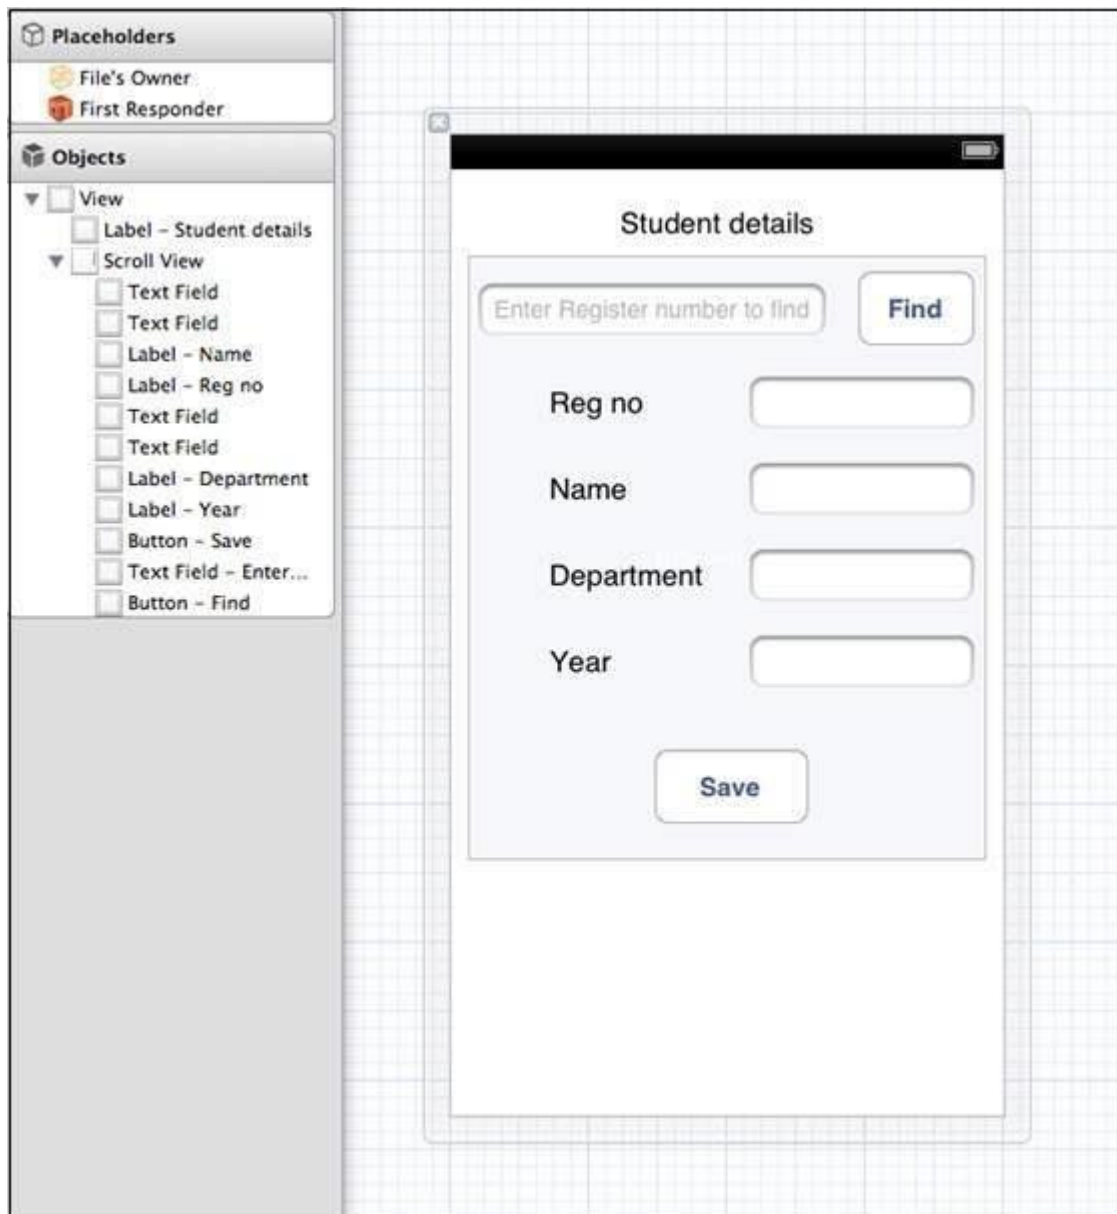 Placeholders
File's Owner
First Responder
Objects
View
Label - Student details
Scroll View
Text Field
Text Field
Label - Name
Label - Reg no
Text Field
Text Field
Label - Department
Label - Year
Button - Save
Text Field - Enter...
Button - Find
Student details
Enter Register number to find
Find
Reg no
Name
Department
Year
Save